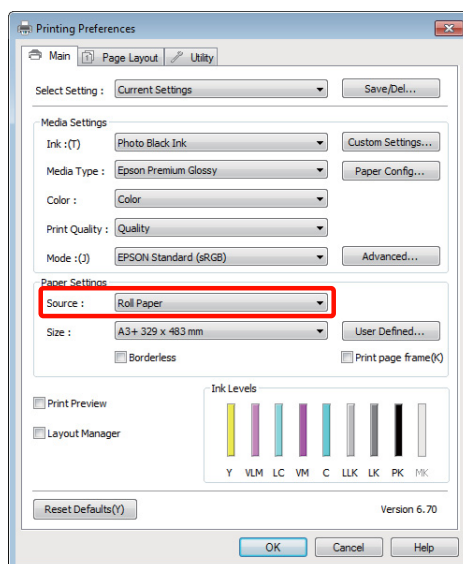 Printing Preferences
Main Page Layout Utility
Select Setting : Current Settings Save/Del...
Media Settings
Ink :(T) Photo Black Ink Custom Settings...
Media Type : Epson Premium Glossy Paper Config...
Color : Color
Print Quality : Quality
Mode :(J) EPSON Standard (sRGB) Advanced...
Paper Settings
Source : Roll Paper
Size : A3+ 329 x 483 mm User Defined...
Borderless Print page frame(K)
Ink Levels
Print Preview
Layout Manager
Y VLM LC VM C LLK LK PK MK
Reset Defaults(Y) Version 6.70
OK Cancel Help